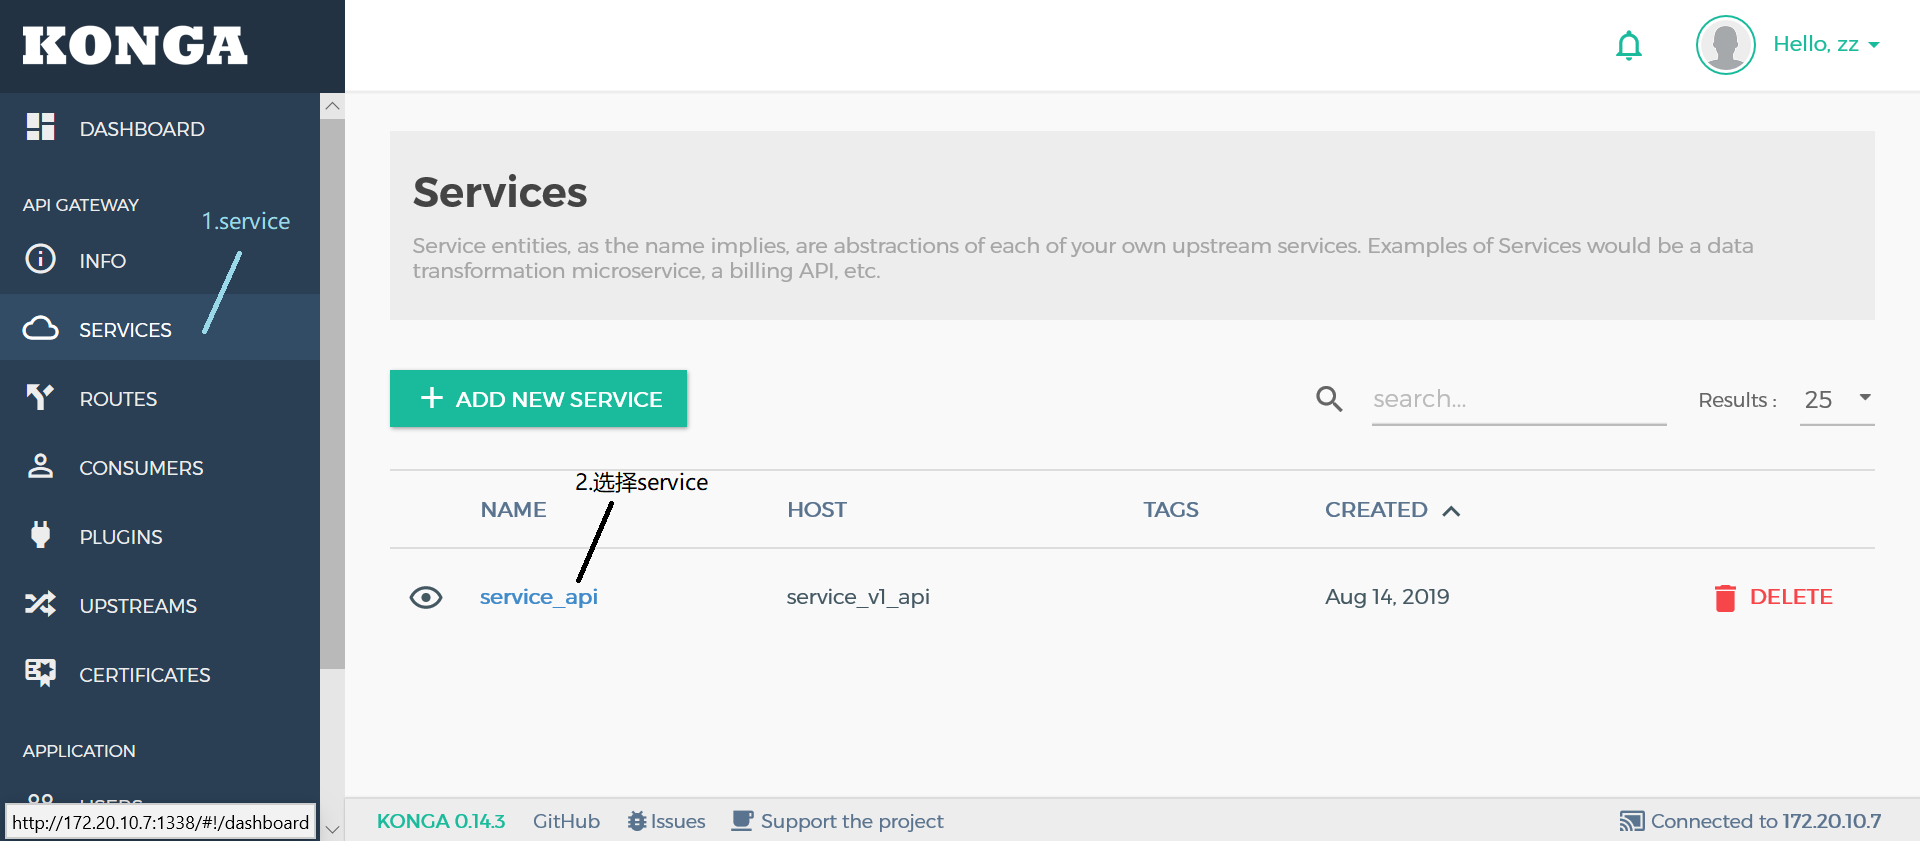 KONGA
Hello, zz
DASHBOARD
API GATEWAY
1.service
INFO
SERVICES
ROUTES
CONSUMERS
PLUGINS
UPSTREAMS
CERTIFICATES
APPLICATION
USERS
http://172.20.10.7:1338/#!/dashboard
Services
Service entities, as the name implies, are abstractions of each of your own upstream services. Examples of Services would be a data
transformation microservice, a billing API, etc.
ADD NEW SERVICE
search...
Results : 25
2.选择service
NAME HOST TAGS CREATED
service_api service_v1_api Aug 14, 2019 DELETE
KONGA 0.14.3 GitHub Issues Support the project Connected to 172.20.10.7